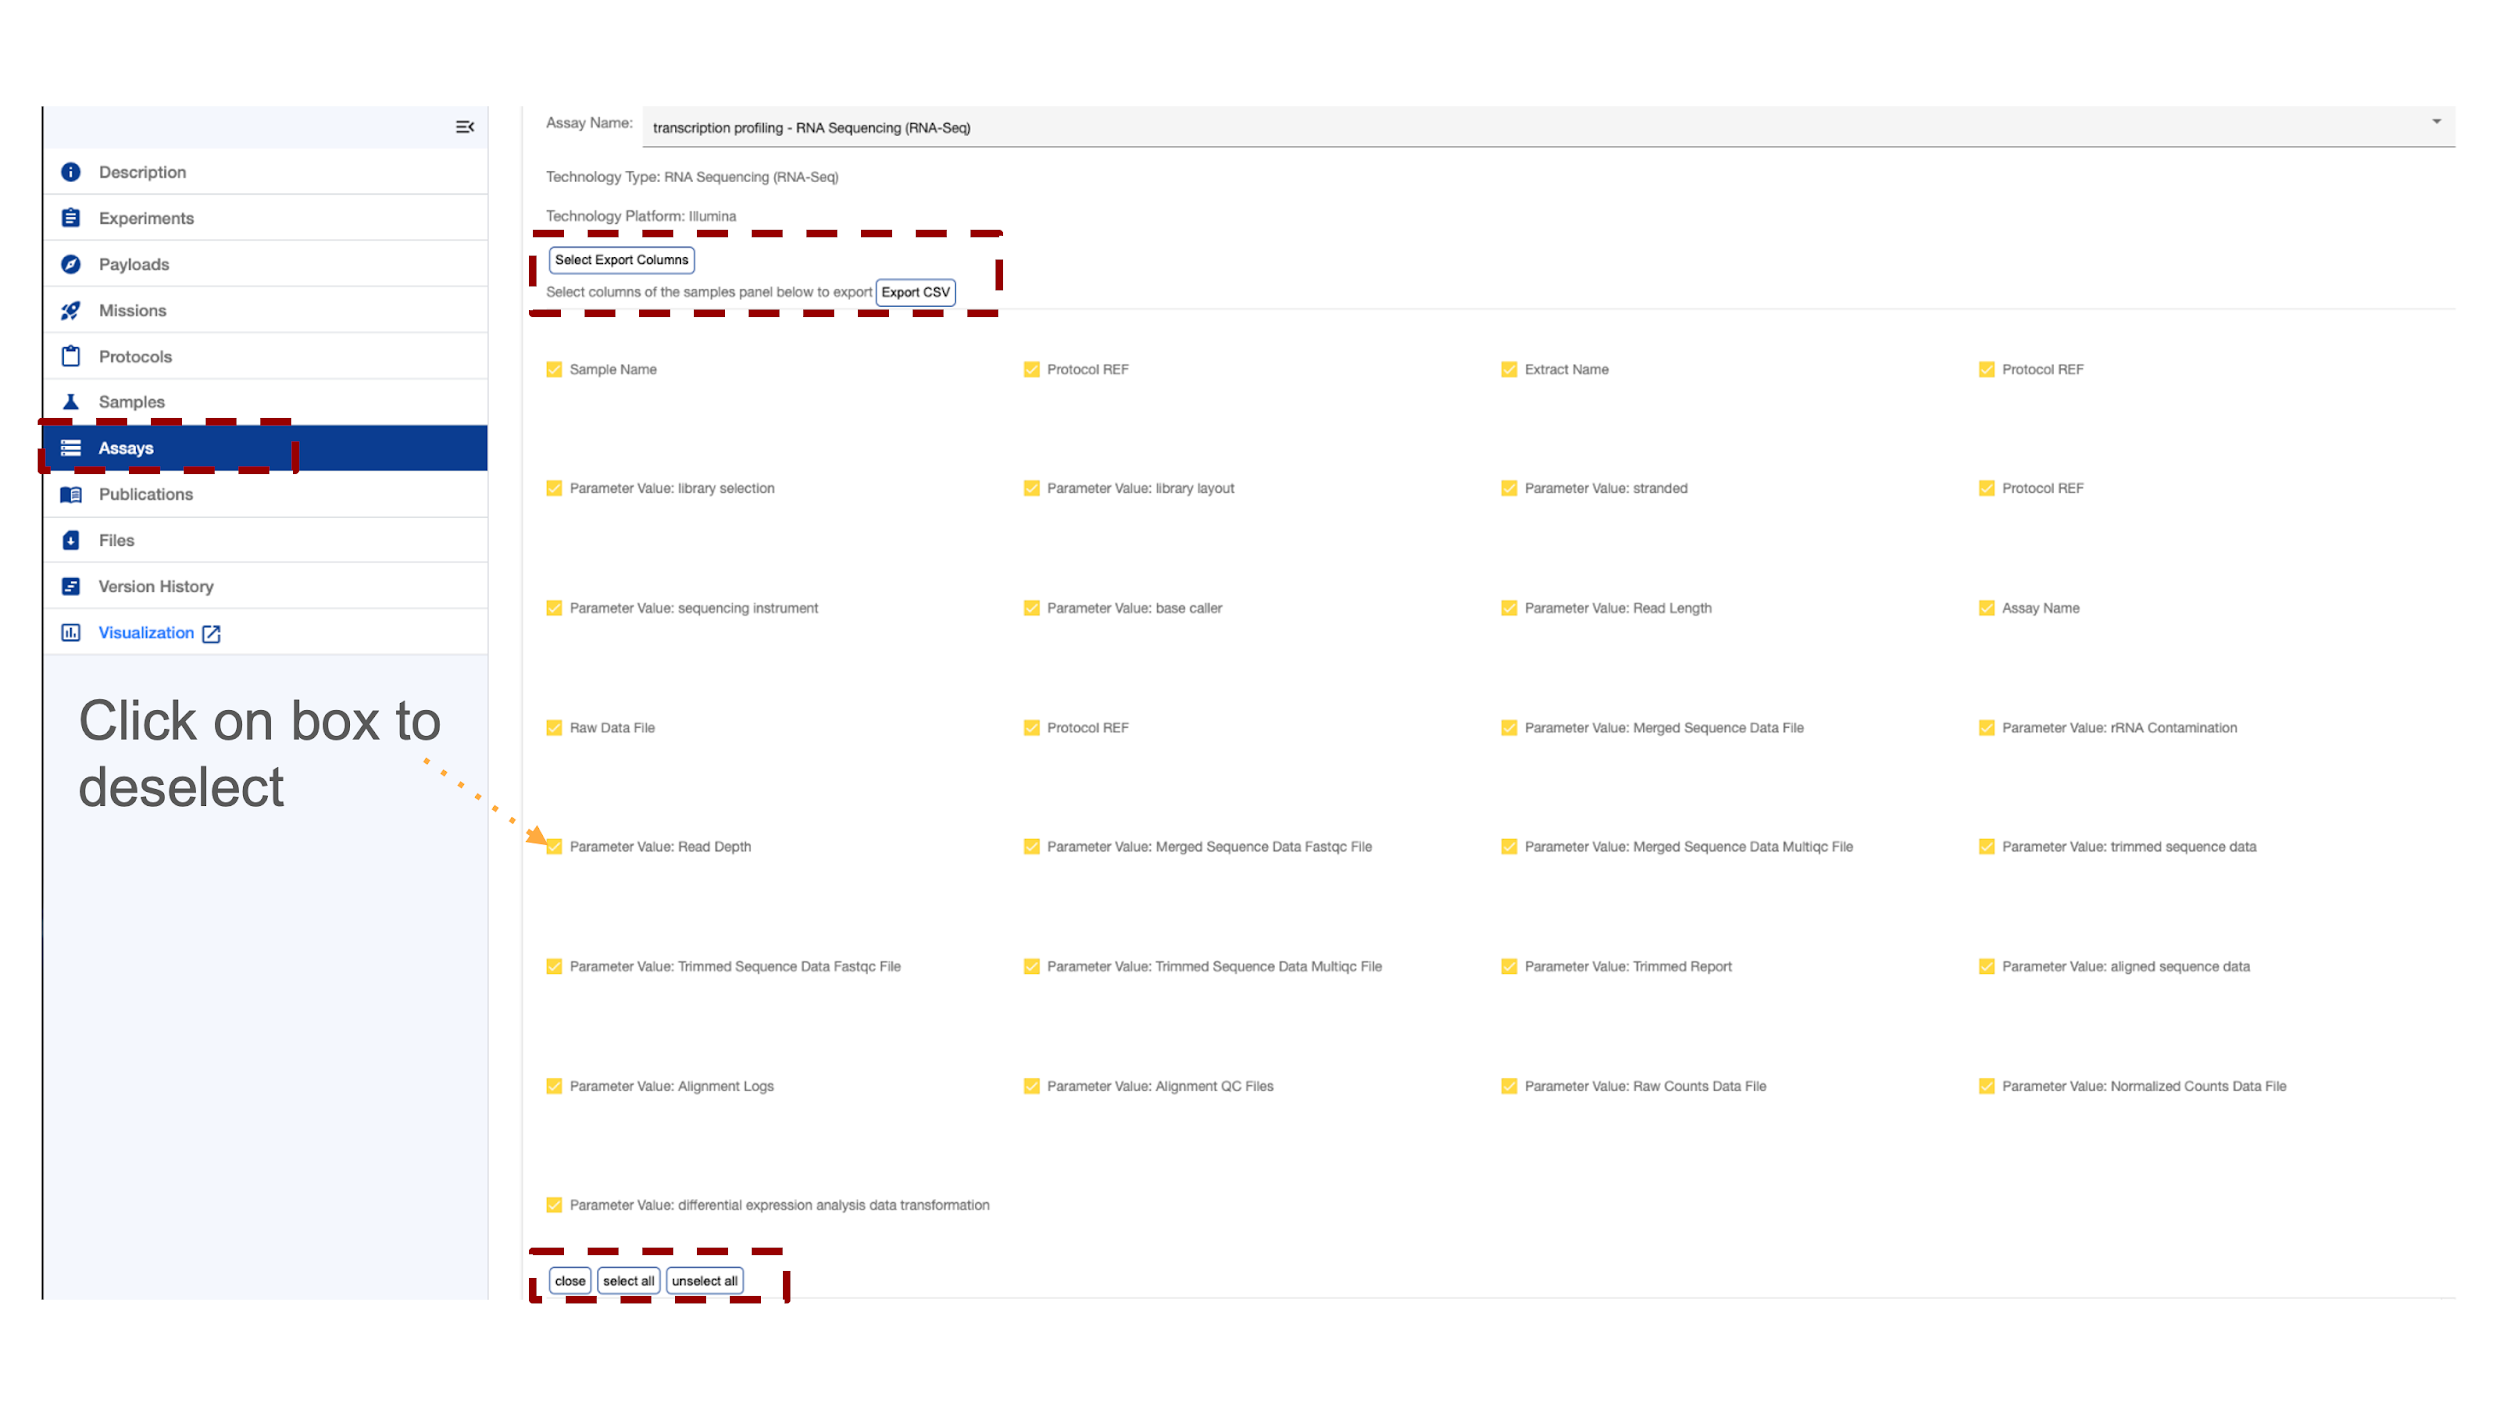 Description
Experiments
Payloads
Missions
Protocols
Samples
Assays
Publications
Files
Version History
Visualization
Click on box to
deselect
Assay Name: transcription profiling - RNA Sequencing (RNA-Seq)
Technology Type: RNA Sequencing (RNA-Seq)
Technology Platform: Illumina
Select Export Columns
Select columns of the samples panel below to export Export CSV
Sample Name Protocol REF Extract Name Protocol REF
Parameter Value: library selection Parameter Value: library layout Parameter Value: stranded Protocol REF
Parameter Value: sequencing instrument Parameter Value: base caller Parameter Value: Read Length Assay Name
Raw Data File Protocol REF Parameter Value: Merged Sequence Data File Parameter Value: rRNA Contamination
Parameter Value: Read Depth Parameter Value: Merged Sequence Data Fastqc File Parameter Value: Merged Sequence Data Multiqc File Parameter Value: trimmed sequence data
Parameter Value: Trimmed Sequence Data Fastqc File Parameter Value: Trimmed Sequence Data Multiqc File Parameter Value: Trimmed Report Parameter Value: aligned sequence data
Parameter Value: Alignment Logs Parameter Value: Alignment QC Files Parameter Value: Raw Counts Data File Parameter Value: Normalized Counts Data File
Parameter Value: differential expression analysis data transformation
close select all unselect all